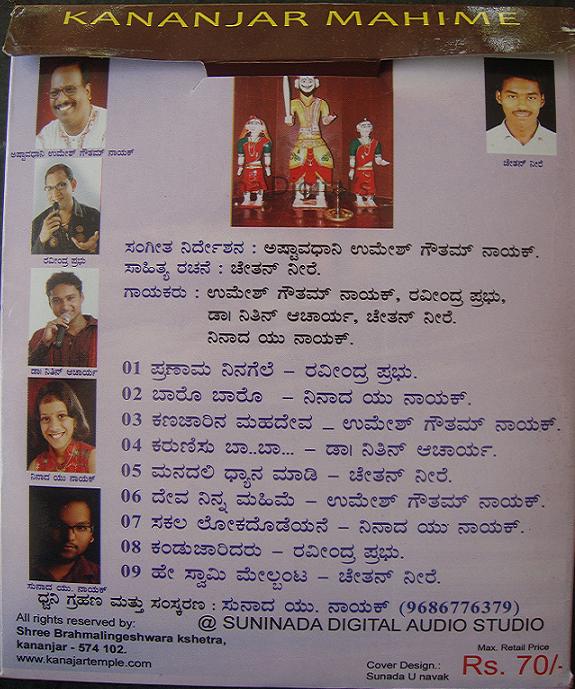 KANANJAR MAHIME
ಅಷ್ಟಾವಧಾನಿ ಉಮೇಶ್ ಗೌತಮ್ ನಾಯಕ್
ಚೇತನ್ ನೀರೆ
ರವೀಂದ್ರ ಪ್ರಭು
ಡಾ| ನಿತಿನ್ ಆಚಾರ್ಯ
ನಿನಾದ ಯು ನಾಯಕ್
ಸುನಾದ ಯು. ನಾಯಕ್
ಸಂಗೀತ ನಿರ್ದೇಶನ : ಅಷ್ಟಾವಧಾನಿ ಉಮೇಶ್ ಗೌತಮ್ ನಾಯಕ್.
ಸಾಹಿತ್ಯ ರಚನೆ : ಚೇತನ್ ನೀರೆ.
ಗಾಯಕರು : ಉಮೇಶ್ ಗೌತಮ್ ನಾಯಕ್, ರವೀಂದ್ರ ಪ್ರಭು,
ಡಾ| ನಿತಿನ್ ಆಚಾರ್ಯ, ಚೇತನ್ ನೀರೆ.
ನಿನಾದ ಯು ನಾಯಕ್.
01 ಪ್ರಣಾಮ ನಿನಗೆಲೆ – ರವೀಂದ್ರ ಪ್ರಭು.
02 ಬಾರೊ ಬಾರೊ – ನಿನಾದ ಯು ನಾಯಕ್.
03 ಕಣಜಾರಿನ ಮಹದೇವ – ಉಮೇಶ್ ಗೌತಮ್ ನಾಯಕ್.
04 ಕರುಣಿಸು ಬಾ..ಬಾ... – ಡಾ| ನಿತಿನ್ ಆಚಾರ್ಯ.
05 ಮನದಲಿ ಧ್ಯಾನ ಮಾಡಿ – ಚೇತನ್ ನೀರೆ.
06 ದೇವ ನಿನ್ನ ಮಹಿಮೆ – ಉಮೇಶ್ ಗೌತಮ್ ನಾಯಕ್.
07 ಸಕಲ ಲೋಕದೊಡೆಯನೆ – ನಿನಾದ ಯು ನಾಯಕ್.
08 ಕಂಡುಜಾರಿದರು – ರವೀಂದ್ರ ಪ್ರಭು.
09 ಹೇ ಸ್ವಾಮಿ ಮೇಲ್ಬಂಟ – ಚೇತನ್ ನೀರೆ.
ಧ್ವನಿ ಗ್ರಹಣ ಮತ್ತು ಸಂಸ್ಕರಣ : ಸುನಾದ ಯು. ನಾಯಕ್ (9686776379)
@ SUNINADA DIGITAL AUDIO STUDIO
All rights reserved by:
Shree Brahmalingeshwara kshetra,
kananjar - 574 102.
www.kanajartemple.com
Cover Design.:
Sunada U nayak
Max. Retail Price
Rs. 70/-